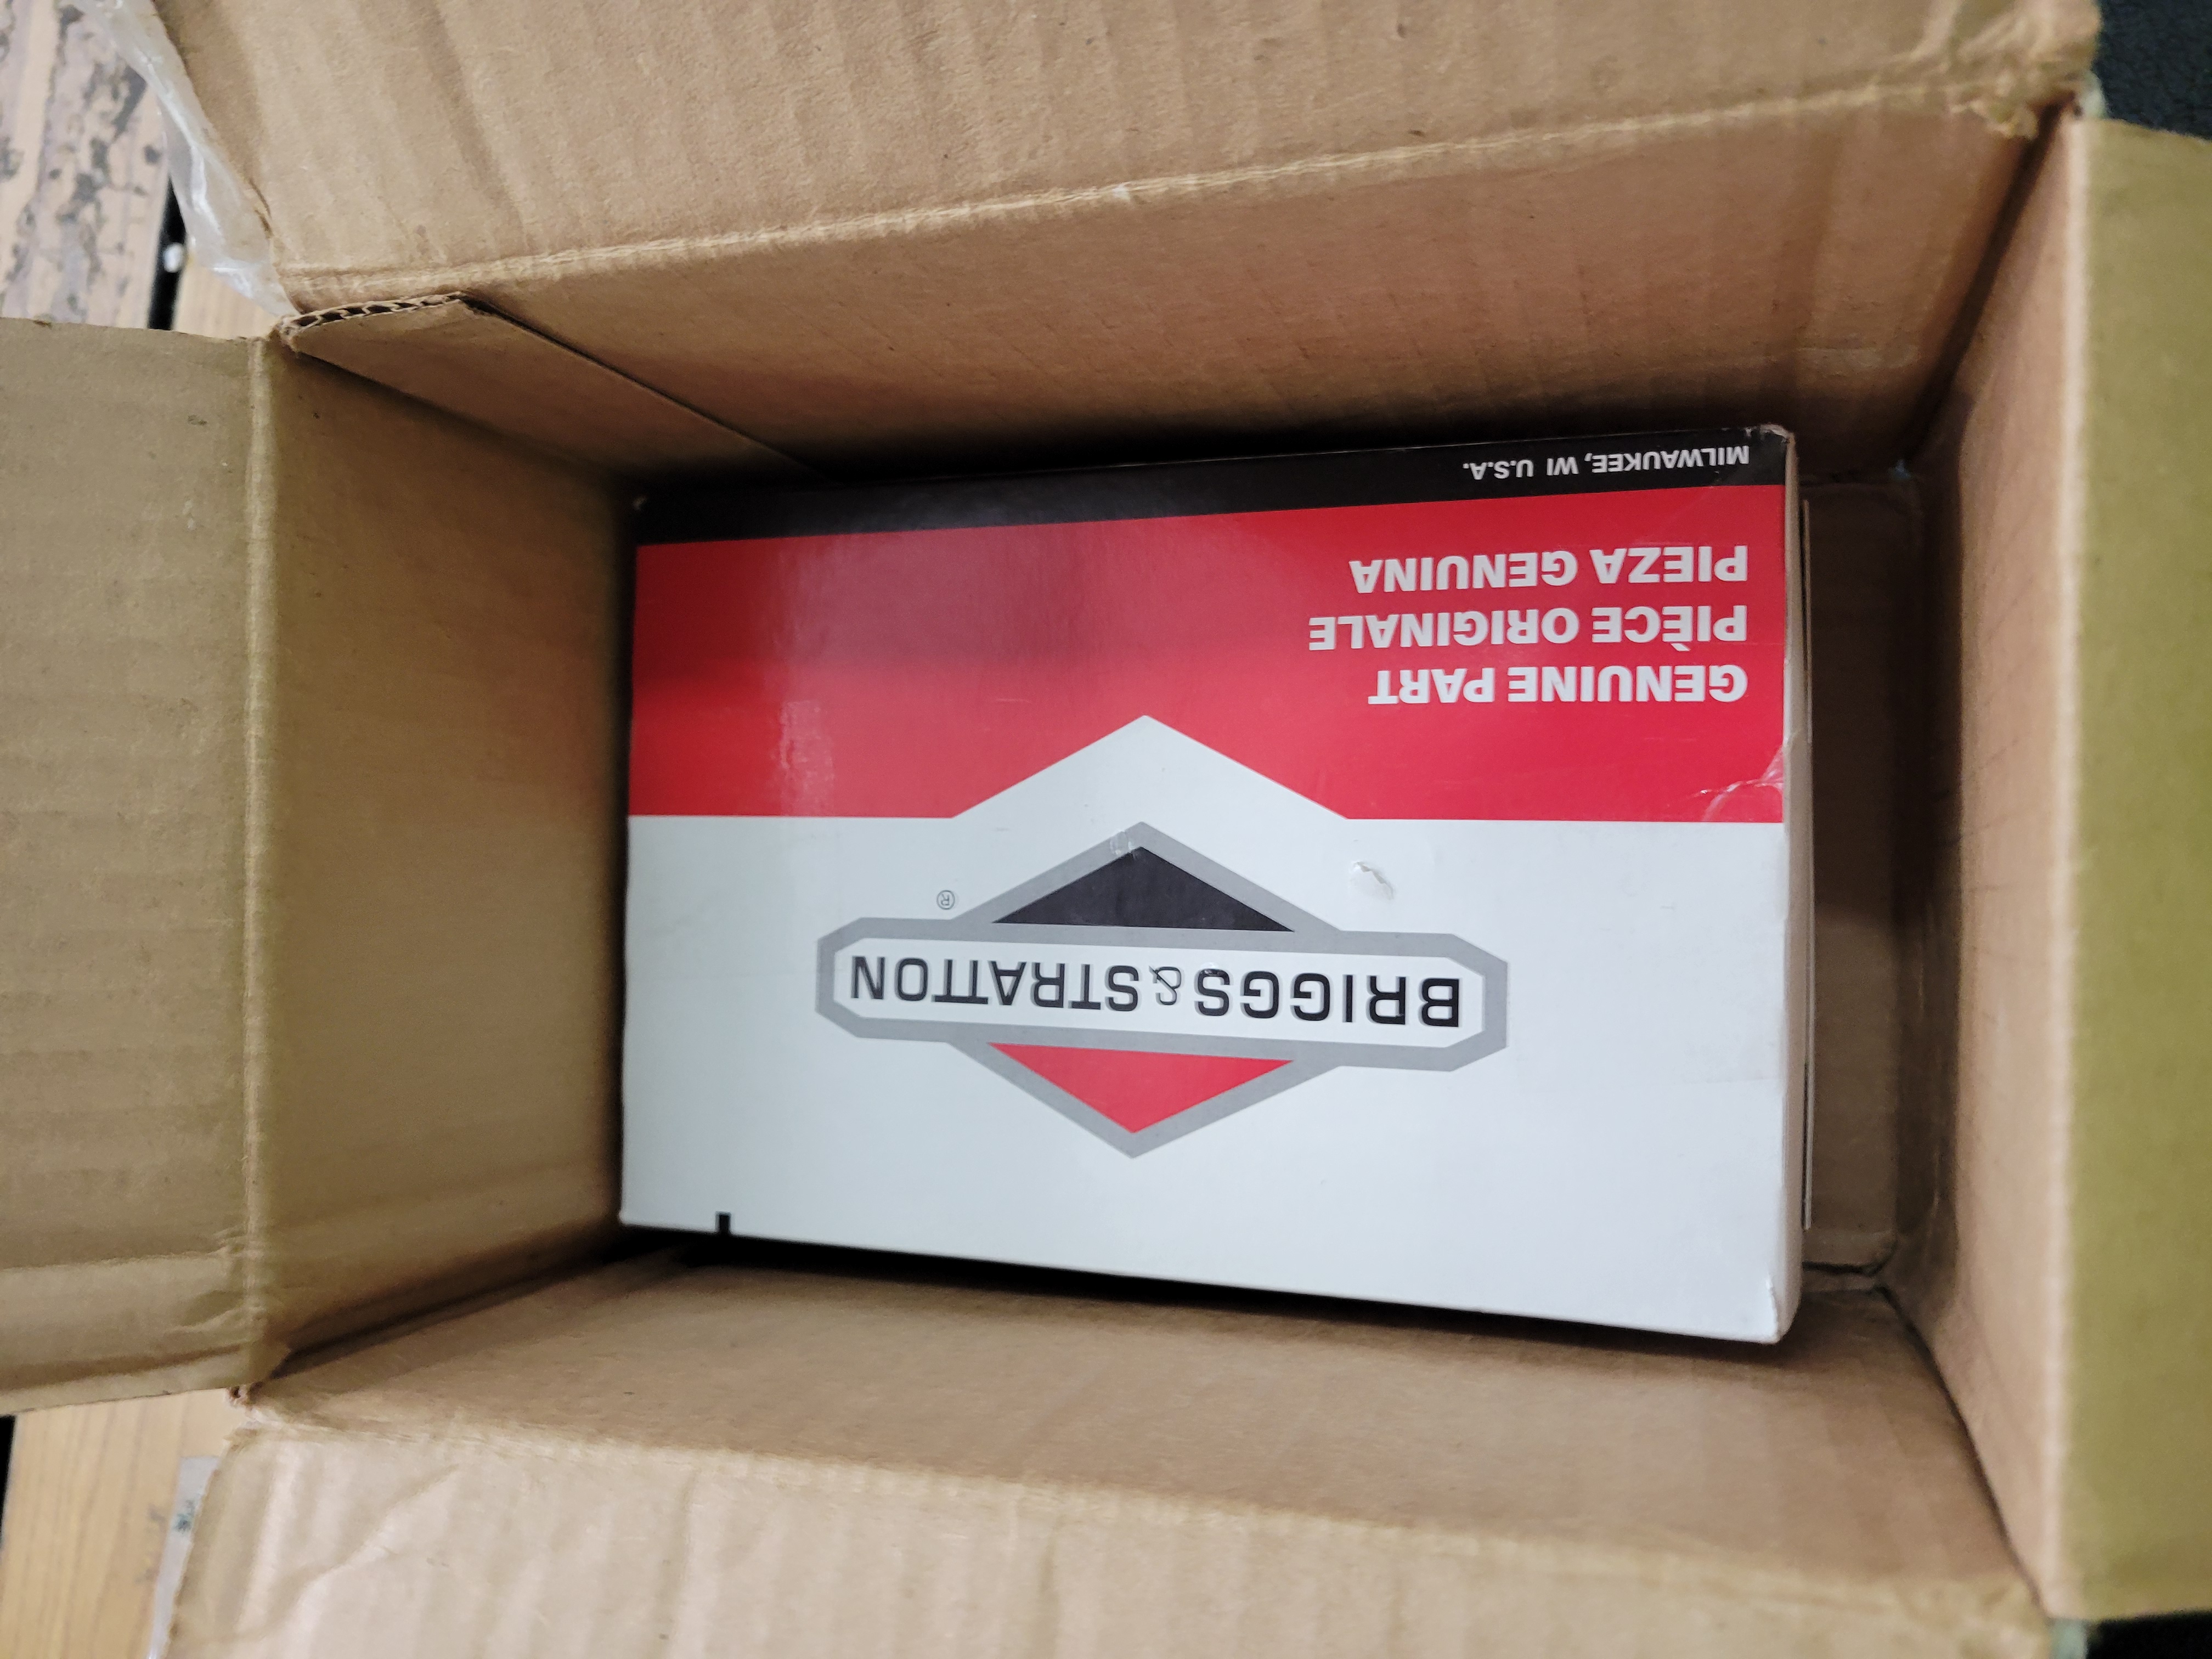 BRIGGS & STRATTON
®
GENUINE PART
PIÈCE ORIGINALE
PIEZA GENUINA
MILWAUKEE, WI U.S.A.